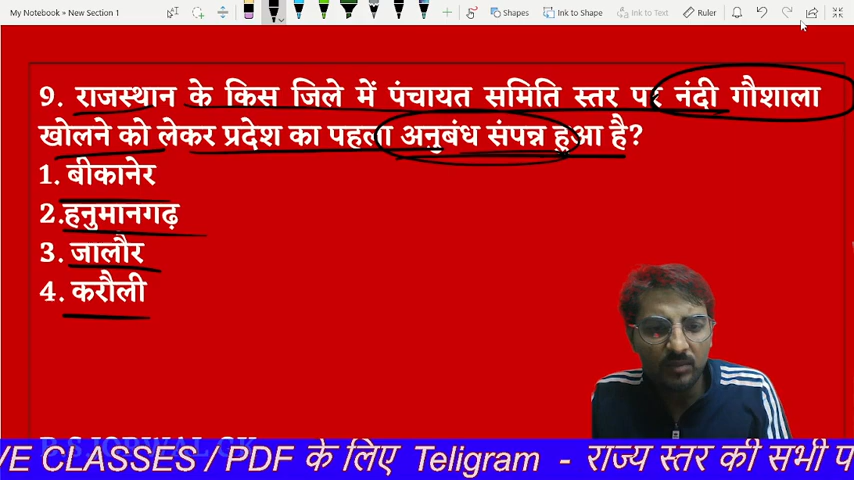 My Notebook » New Section 1
Shapes Ink to Shape Ink to Text Ruler
9. राजस्थान के किस जिले में पंचायत समिति स्तर पर नंदी गौशाला
खोलने को लेकर प्रदेश का पहला अनुबंध संपन्न हुआ है?
1. बीकानेर
2.हनुमानगढ़
3. जालौर
4. करौली
VE CLASSES / PDF के लिए Teligram - राज्य स्तर की सभी प